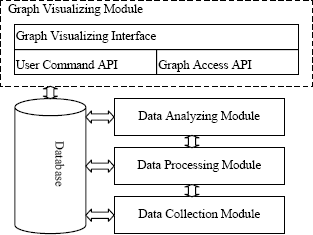 Graph Visualizing Module
Graph Visualizing Interface
User Command API
Graph Access API
Database
Data Analyzing Module
Data Processing Module
Data Collection Module